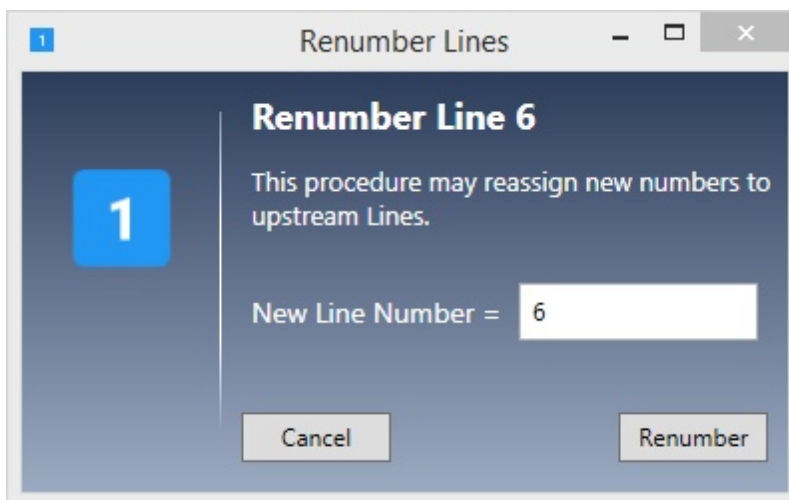 1
Renumber Lines
1
Renumber Line 6
This procedure may reassign new numbers to
upstream Lines.
New Line Number =
6
Cancel
Renumber